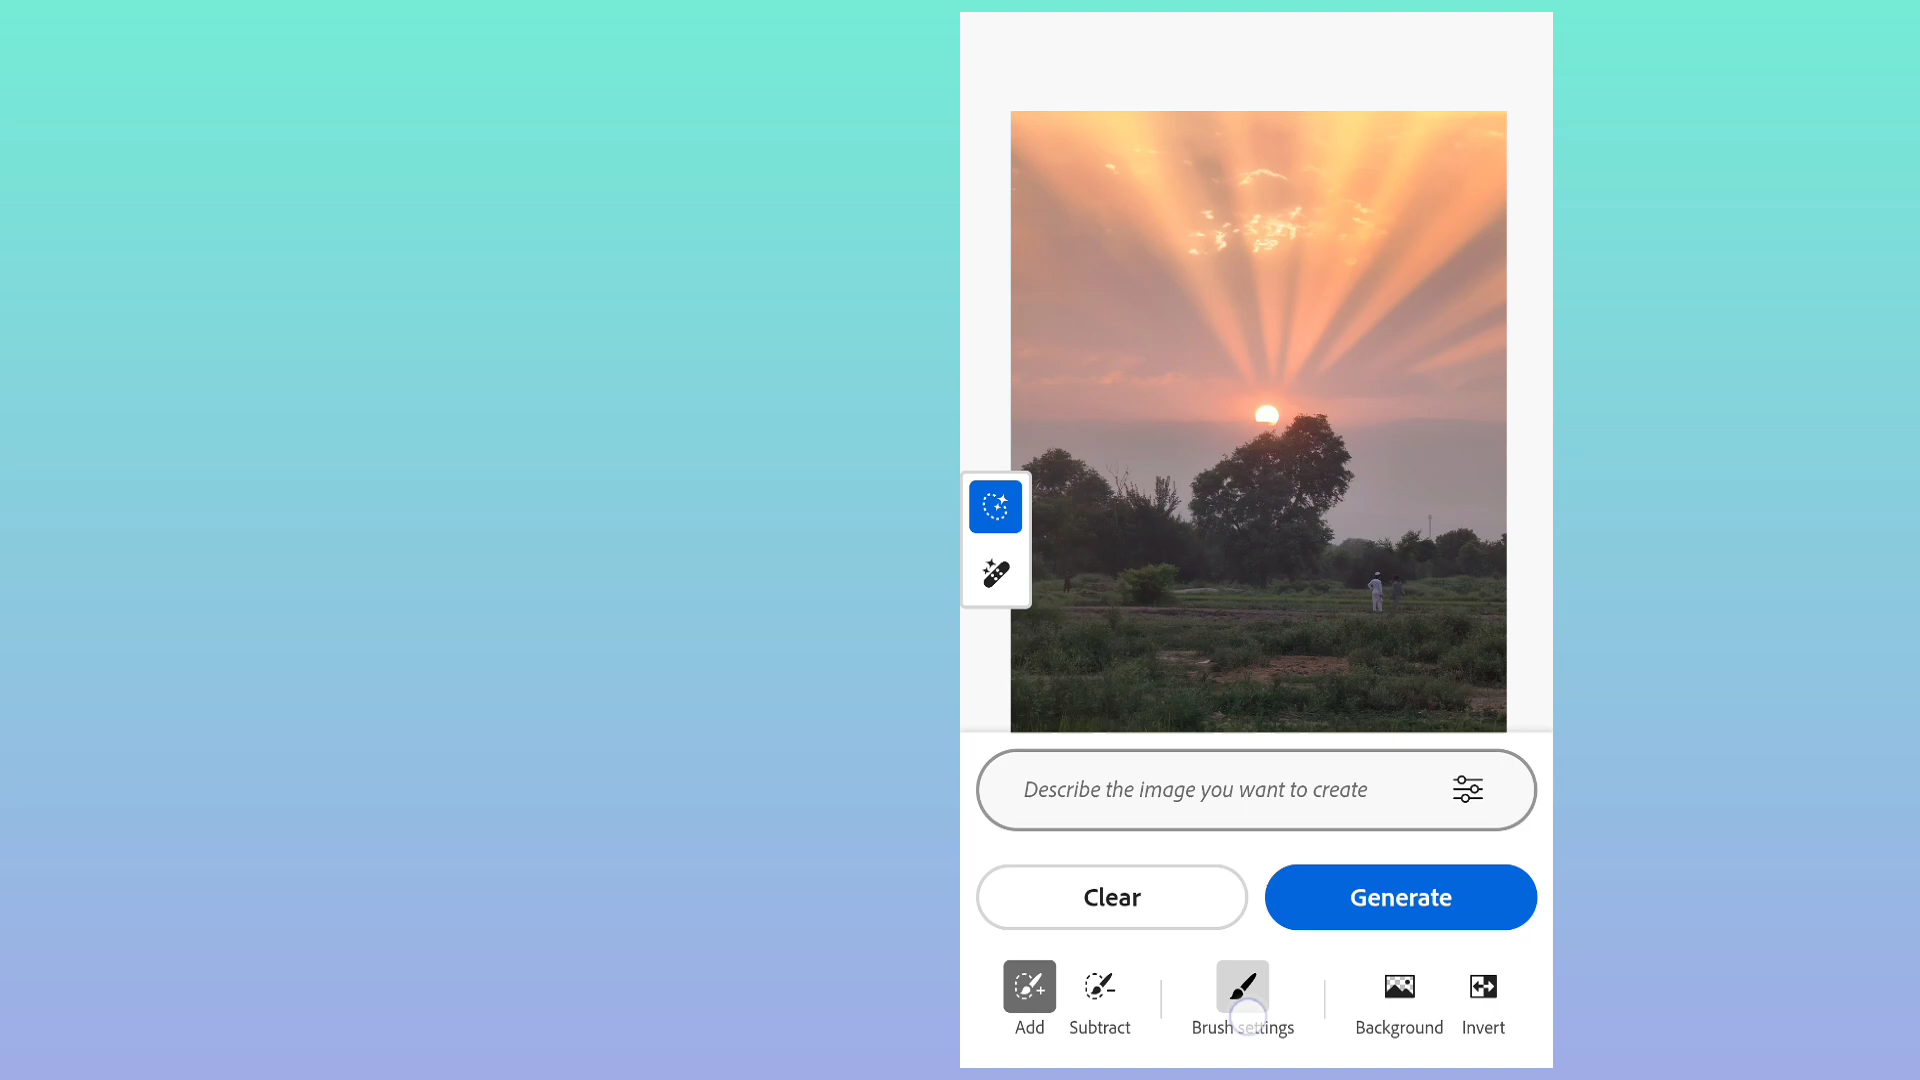 Describe the image you want to create
Clear
Generate
Add
Subtract
Brush settings
Background
Invert